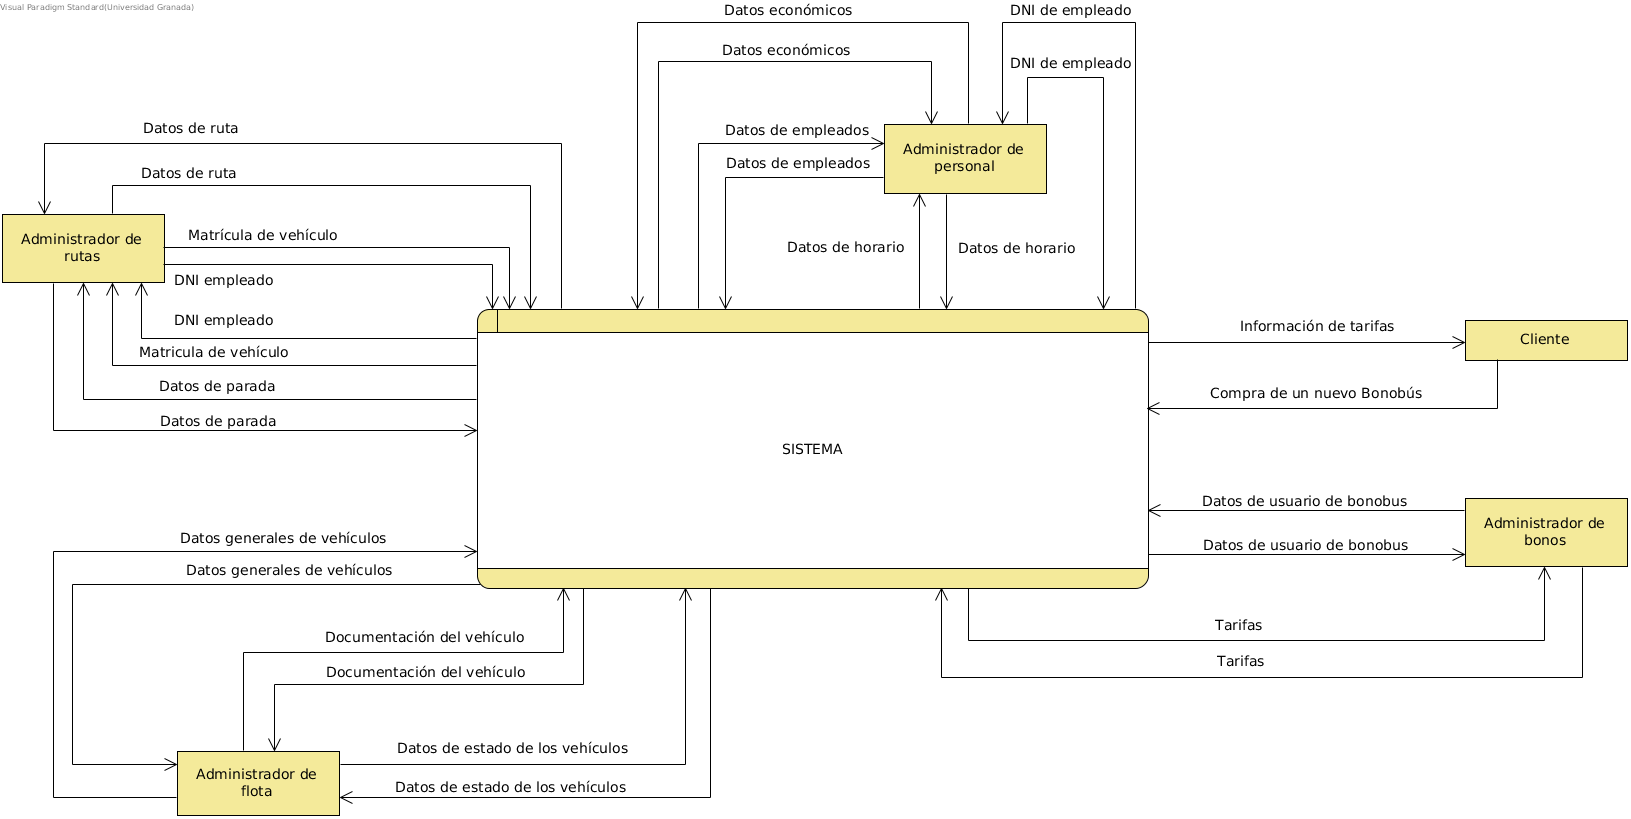 Visual Paradigm Standard(Universidad Granada)
Datos económicos
DNI de empleado
Datos económicos
DNI de empleado
Datos de ruta
Datos de empleados
Administrador de
personal
Datos de empleados
Datos de ruta
Matrícula de vehículo
Administrador de
rutas
Datos de horario
Datos de horario
DNI empleado
DNI empleado
Información de tarifas
Cliente
Matricula de vehículo
Datos de parada
Compra de un nuevo Bonobús
Datos de parada
SISTEMA
Datos de usuario de bonobus
Administrador de
bonos
Datos generales de vehículos
Datos de usuario de bonobus
Datos generales de vehículos
Tarifas
Documentación del vehículo
Tarifas
Documentación del vehículo
Datos de estado de los vehículos
Administrador de
flota
Datos de estado de los vehículos